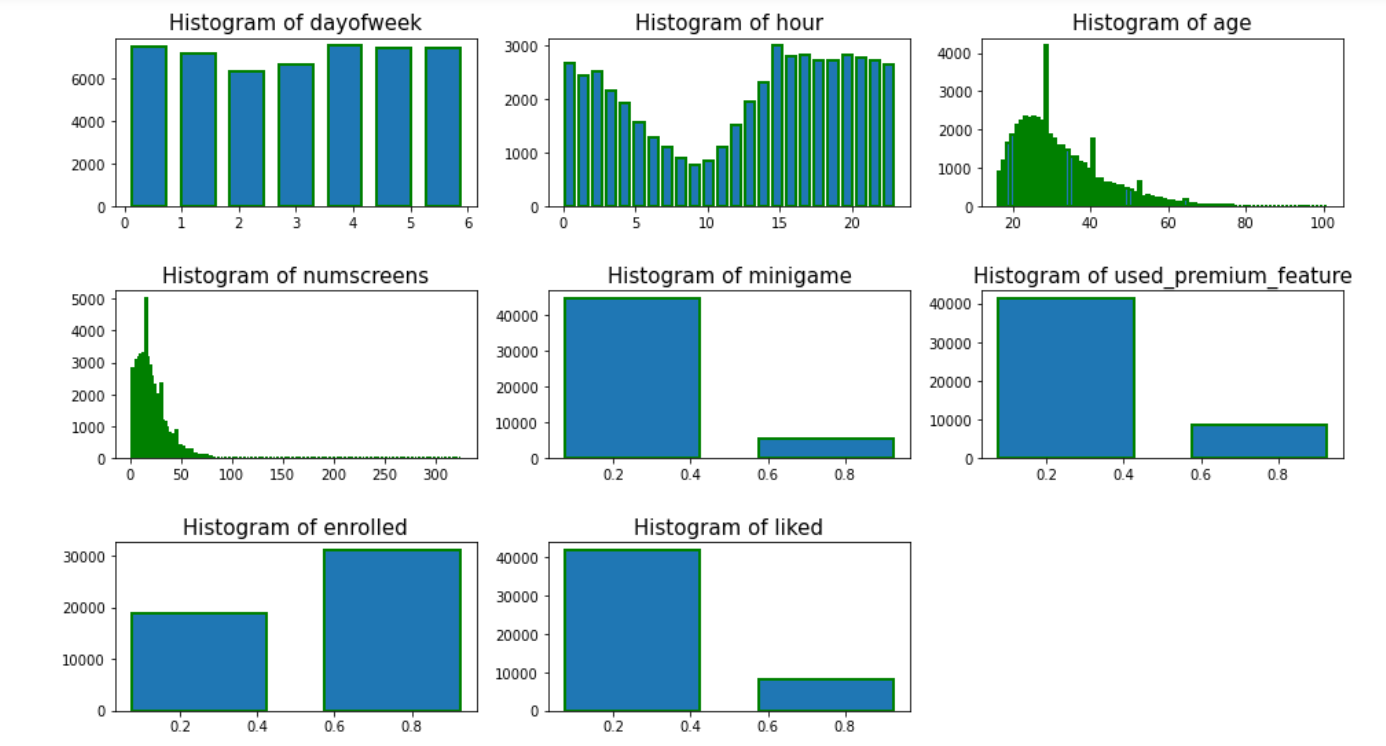 Histogram of dayofweek
6000
4000
2000
0
0 1 2 3 4 5 6
Histogram of hour
3000
2000
1000
0
0 5 10 15 20
Histogram of age
4000
3000
2000
1000
0
20 40 60 80 100
Histogram of numscreens
5000
4000
3000
2000
1000
0
0 50 100 150 200 250 300
Histogram of minigame
40000
30000
20000
10000
0
0.2 0.4 0.6 0.8
Histogram of used_premium_feature
40000
30000
20000
10000
0
0.2 0.4 0.6 0.8
Histogram of enrolled
30000
20000
10000
0
0.2 0.4 0.6 0.8
Histogram of liked
40000
30000
20000
10000
0
0.2 0.4 0.6 0.8